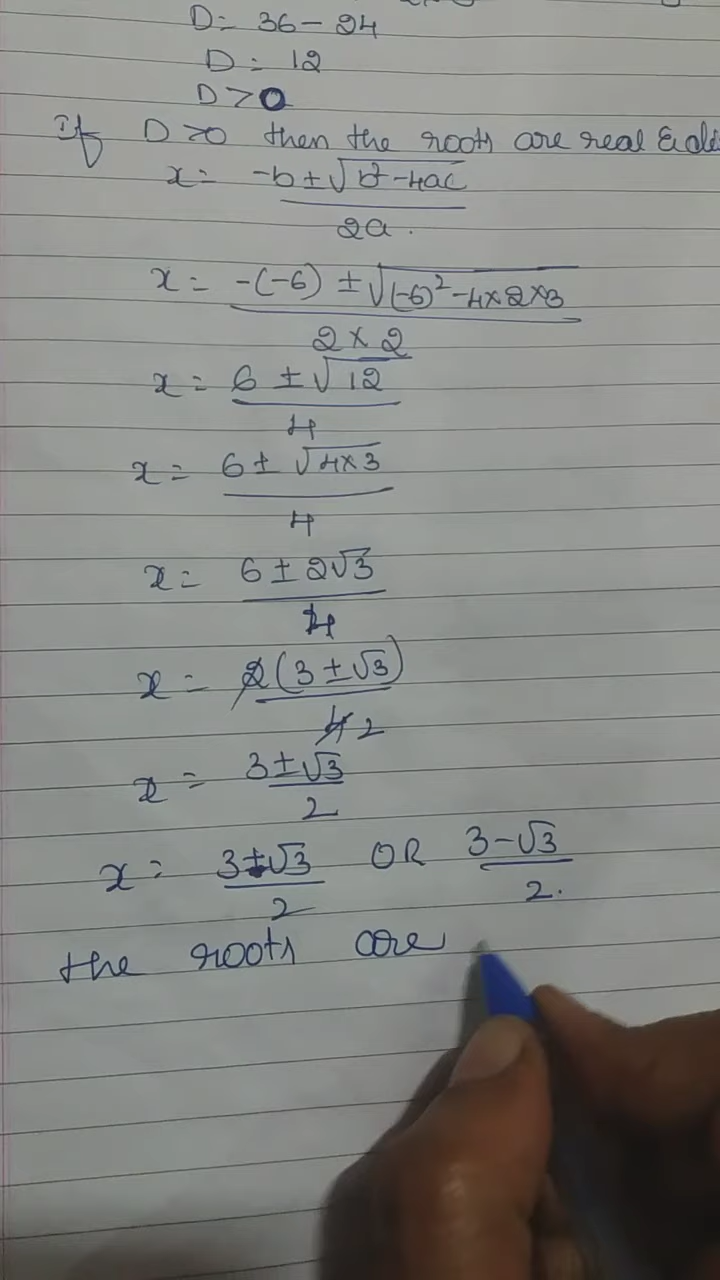 D = 36 - 24
D = 12
D > 0
If D > 0 then the roots are real &
x = -b ± √b² - 4ac / 2a.
x = -(-6) ± √(-6)² - 4×2×3 / 2 × 2
x = 6 ± √12 / 4
x = 6 ± √4×3 / 4
x = 6 ± 2√3 / 4
x = 2(3 ± √3) / 4 2
x = 3 ± √3 / 2
x = 3 + √3 / 2 OR 3 - √3 / 2.
the roots are